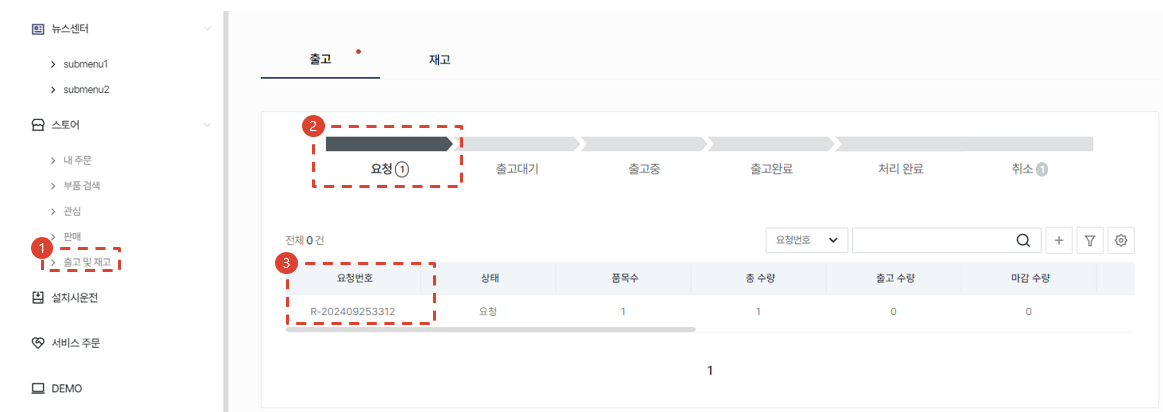 뉴스센터
submenu1
submenu2
스토어
내 주문
부품 검색
관심
판매
1
출고 및 재고
설치시운전
서비스 주문
DEMO
출고 재고
2
요청 1 출고대기 출고중 출고완료 처리 완료 취소 1
전체 0 건 요청번호
3
요청번호 상태 품목수 총 수량 출고 수량 마감 수량
R-202409253312 요청 1 1 0 0
1